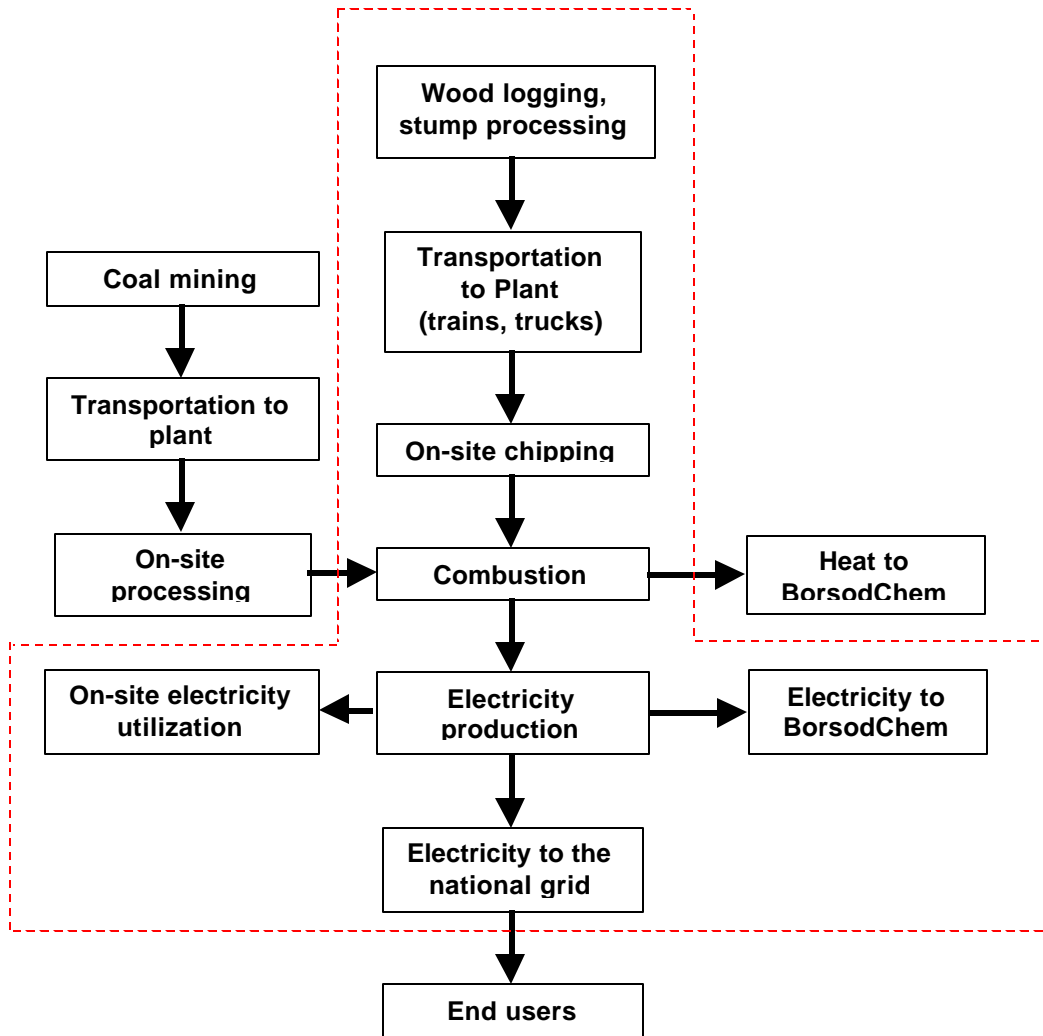 Wood logging,
stump processing
Transportation
to Plant
(trains, trucks)
Coal mining
Transportation to
plant
On-site chipping
On-site
processing
Combustion
Heat to
BorsodChem
On-site electricity
utilization
Electricity
production
Electricity to
BorsodChem
Electricity to the
national grid
End users